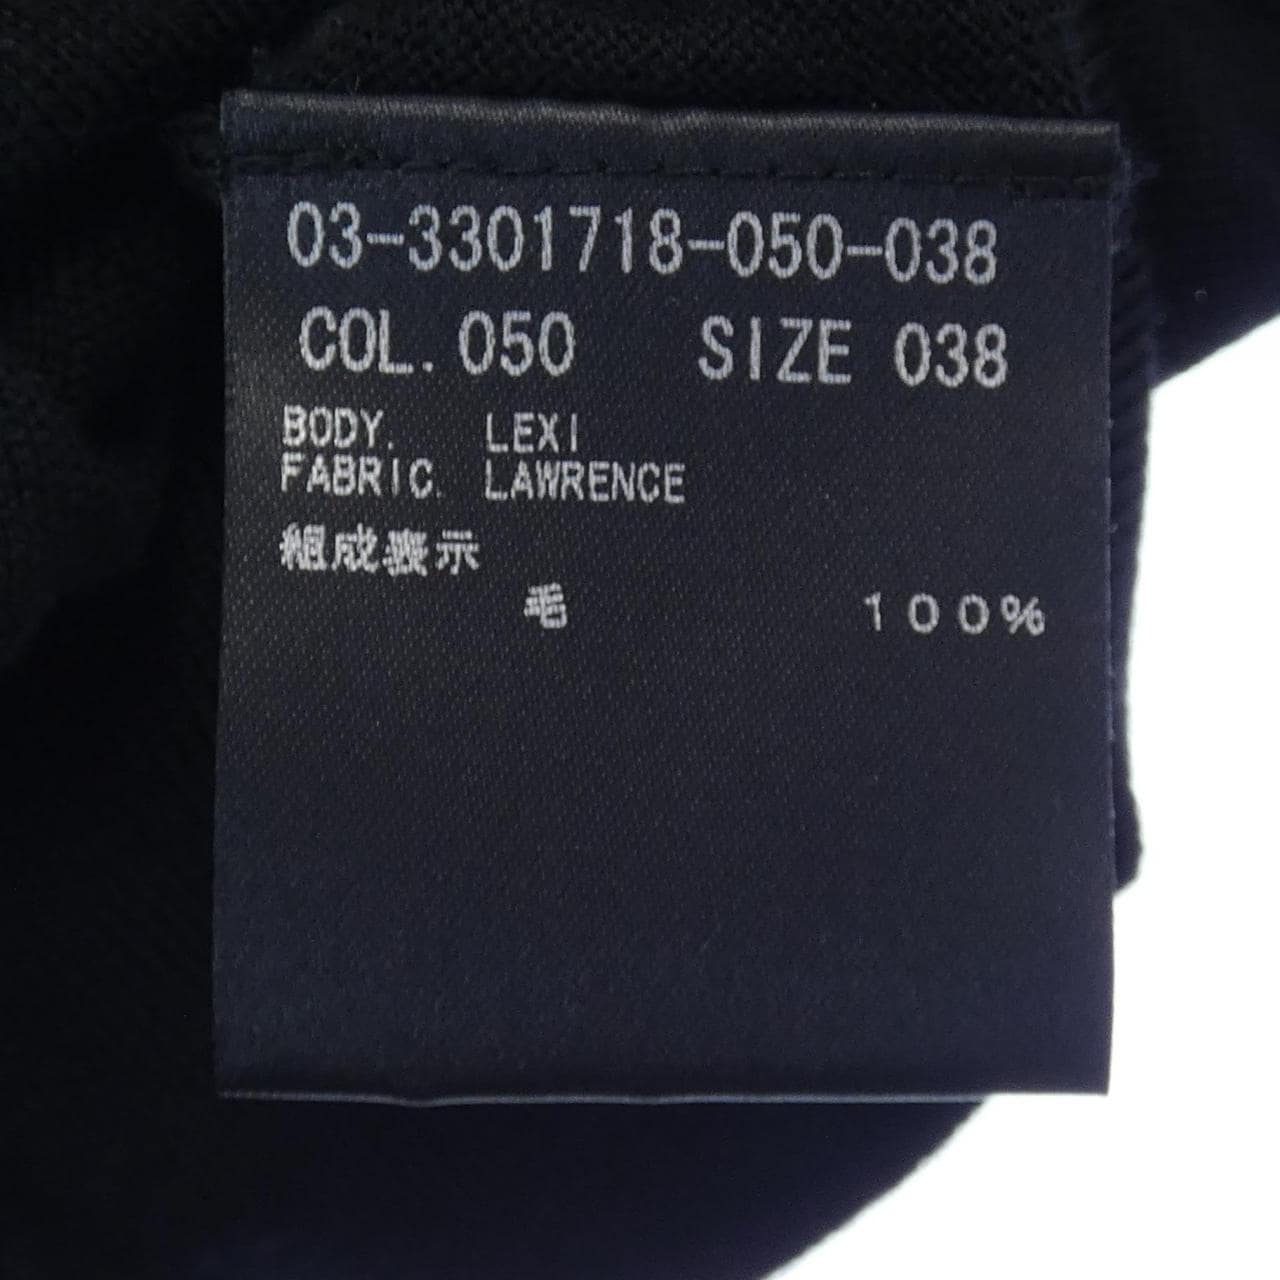 03-3301718-050-038
COL. 050 SIZE 038
BODY. LEXI
FABRIC. LAWRENCE
組成表示
毛 100%